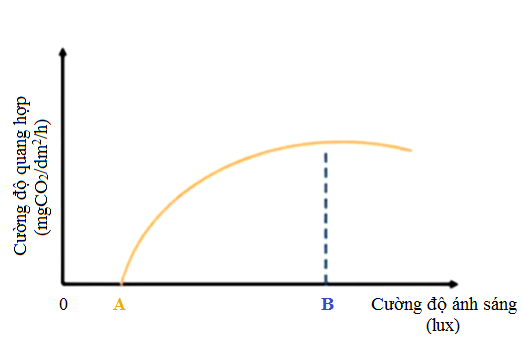 Cường độ quang hợp
(mgCO₂/dm²/h)
0
A
B
Cường độ ánh sáng
(lux)